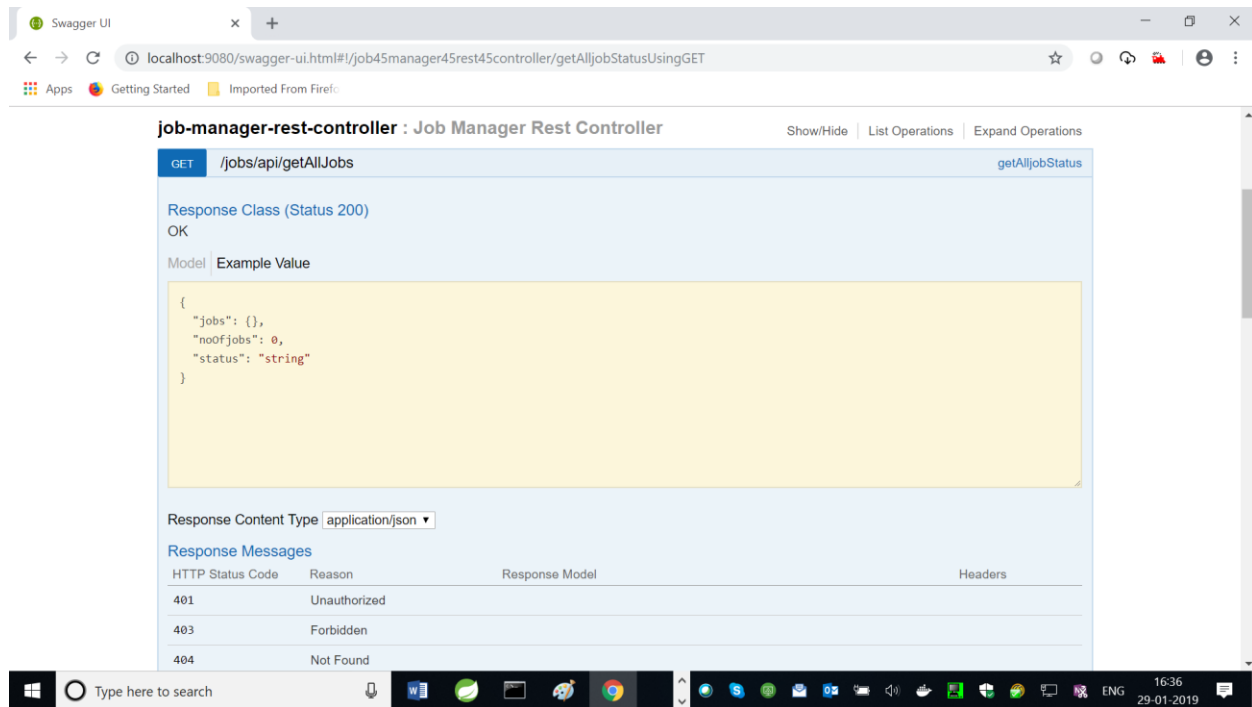 Swagger UI
localhost:9080/swagger-ui.html#!/job45manager45rest45controller/getAlljobStatusUsingGET
Apps Getting Started Imported From Firefo
job-manager-rest-controller : Job Manager Rest Controller Show/Hide List Operations Expand Operations
GET /jobs/api/getAllJobs getAlljobStatus
Response Class (Status 200)
OK
Model Example Value
{
"jobs": {},
"noOfjobs": 0,
"status": "string"
}
Response Content Type application/json
Response Messages
HTTP Status Code Reason Response Model Headers
401 Unauthorized
403 Forbidden
404 Not Found
Type here to search ENG 16:36
29-01-2019